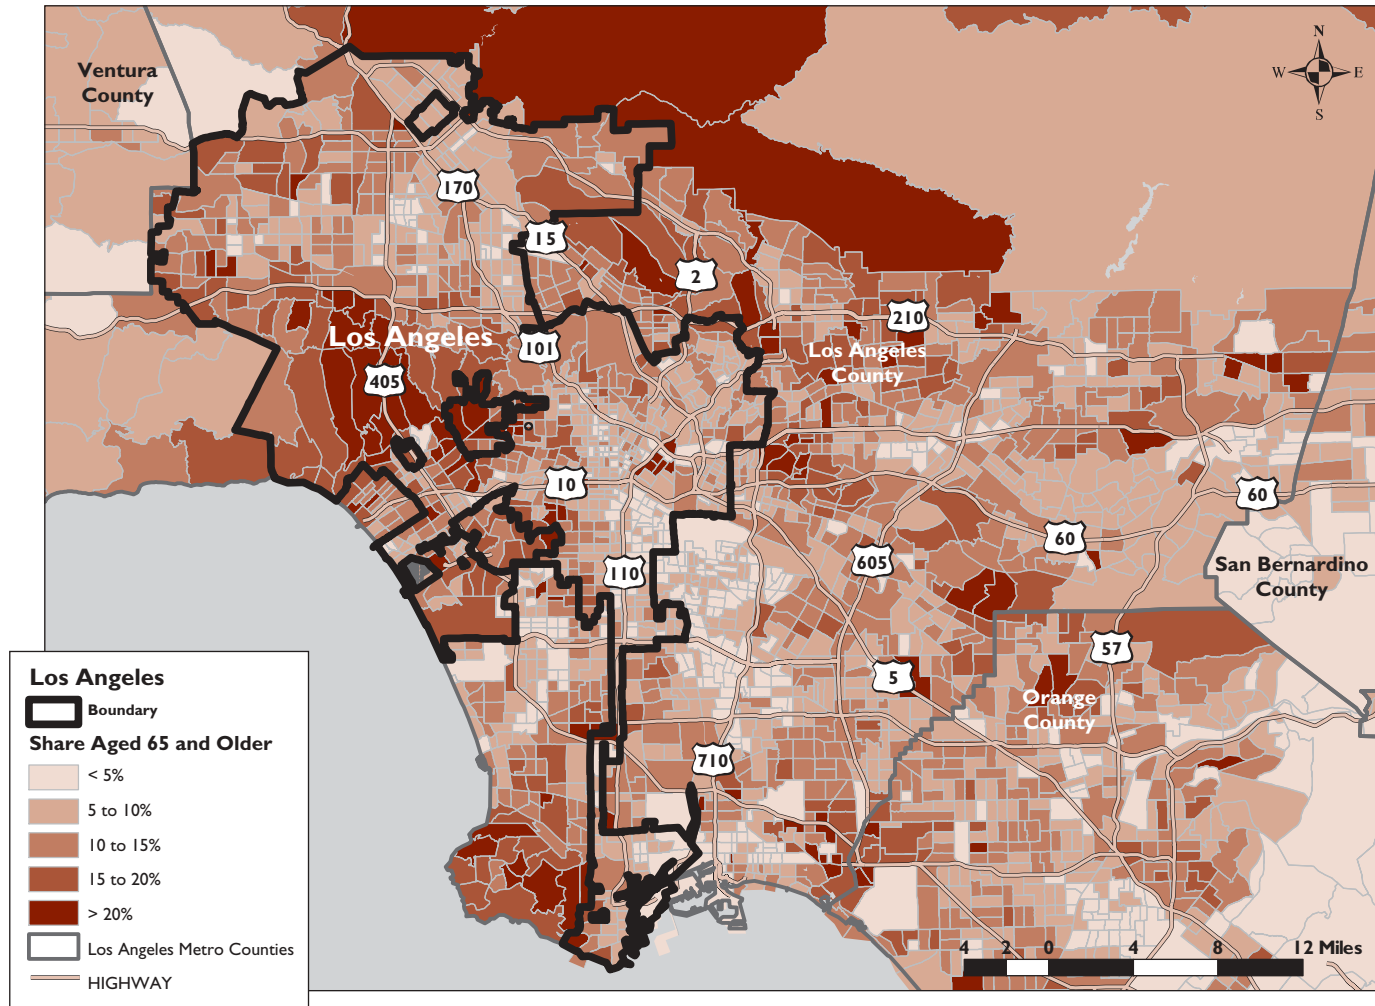 Ventura
County
N
W E
S
170
15
2
210
Los Angeles
101
Los Angeles
County
405
10
60
60
110
605
San Bernardino
County
57
5
Orange
County
710
Los Angeles
Boundary
Share Aged 65 and Older
< 5%
5 to 10%
10 to 15%
15 to 20%
> 20%
Los Angeles Metro Counties
HIGHWAY
4 2 0 4 8 12 Miles